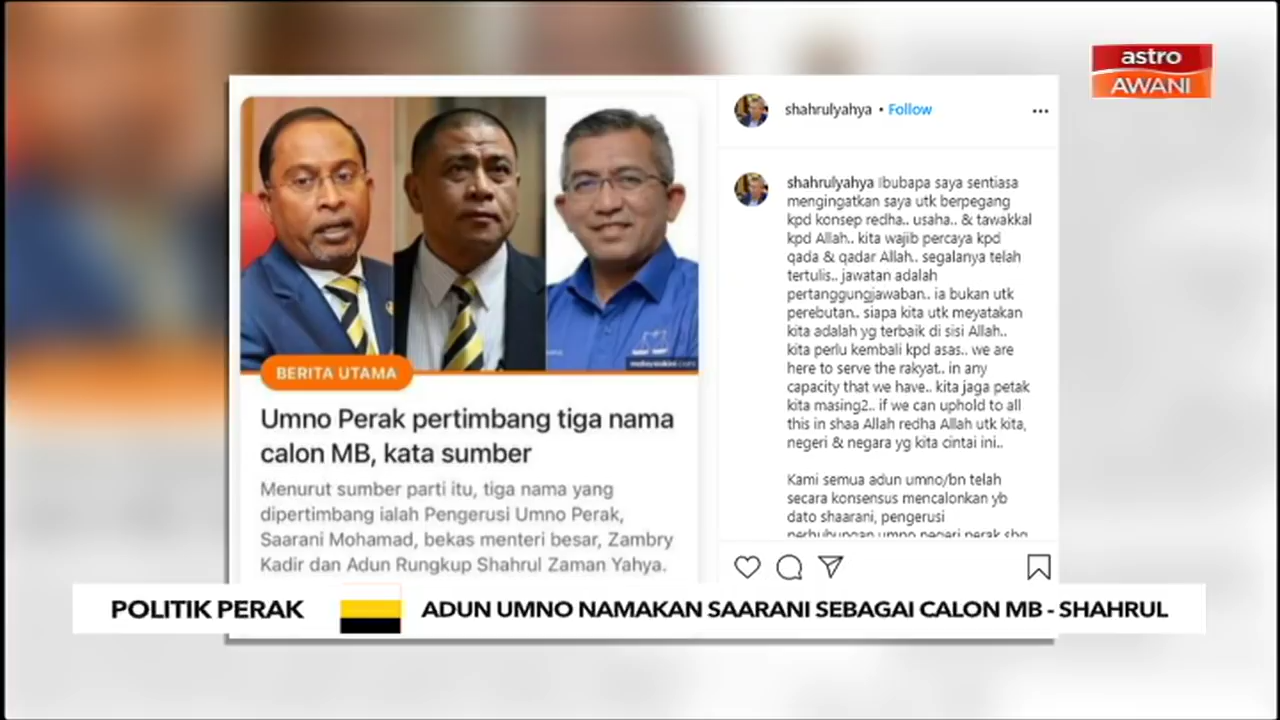 astro
AWANI
shahrulyahya • Follow
shahrulyahya Ibubapa saya sentiasa
mengingatkan saya utk berpegang
kpd konsep redha.. usaha.. & tawakkal
kpd Allah.. kita wajib percaya kpd
qada & qadar Allah.. segalanya telah
tertulis.. jawatan adalah
pertanggungjawaban.. ia bukan utk
perebutan.. siapa kita utk meyatakan
kita adalah yg terbaik di sisi Allah..
kita perlu kembali kpd asas.. we are
here to serve the rakyat.. in any
capacity that we have.. kita jaga petak
kita masing2.. if we can uphold to all
this in shaa Allah redha Allah utk kita,
negeri & negara yg kita cintai ini..
Kami semua adun umno/bn telah
secara konsensus mencalonkan yb
dato shaarani, pengerusi
perhubungan umno negeri perak sbg
malaysiakini.com
BERITA UTAMA
Umno Perak pertimbang tiga nama
calon MB, kata sumber
Menurut sumber parti itu, tiga nama yang
dipertimbang ialah Pengerusi Umno Perak,
Saarani Mohamad, bekas menteri besar, Zambry
Kadir dan Adun Rungkup Shahrul Zaman Yahya.
POLITIK PERAK
ADUN UMNO NAMAKAN SAARANI SEBAGAI CALON MB - SHAHRUL